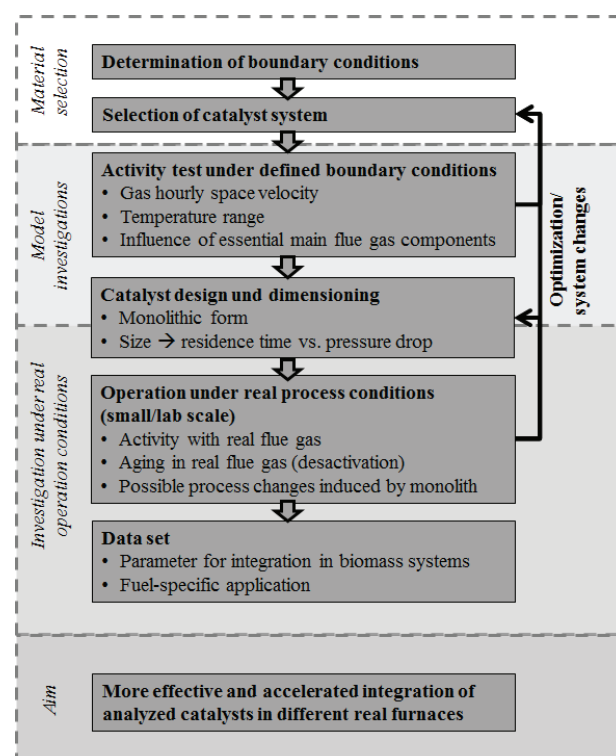 Material
selection
Determination of boundary conditions
Selection of catalyst system
Model
investigations
Activity test under defined boundary conditions
• Gas hourly space velocity
• Temperature range
• Influence of essential main flue gas components
Catalyst design und dimensioning
• Monolithic form
• Size → residence time vs. pressure drop
Optimization/
system changes
Investigation under real
operation conditions
Operation under real process conditions
(small/lab scale)
• Activity with real flue gas
• Aging in real flue gas (desactivation)
• Possible process changes induced by monolith
Data set
• Parameter for integration in biomass systems
• Fuel-specific application
Aim
More effective and accelerated integration of
analyzed catalysts in different real furnaces